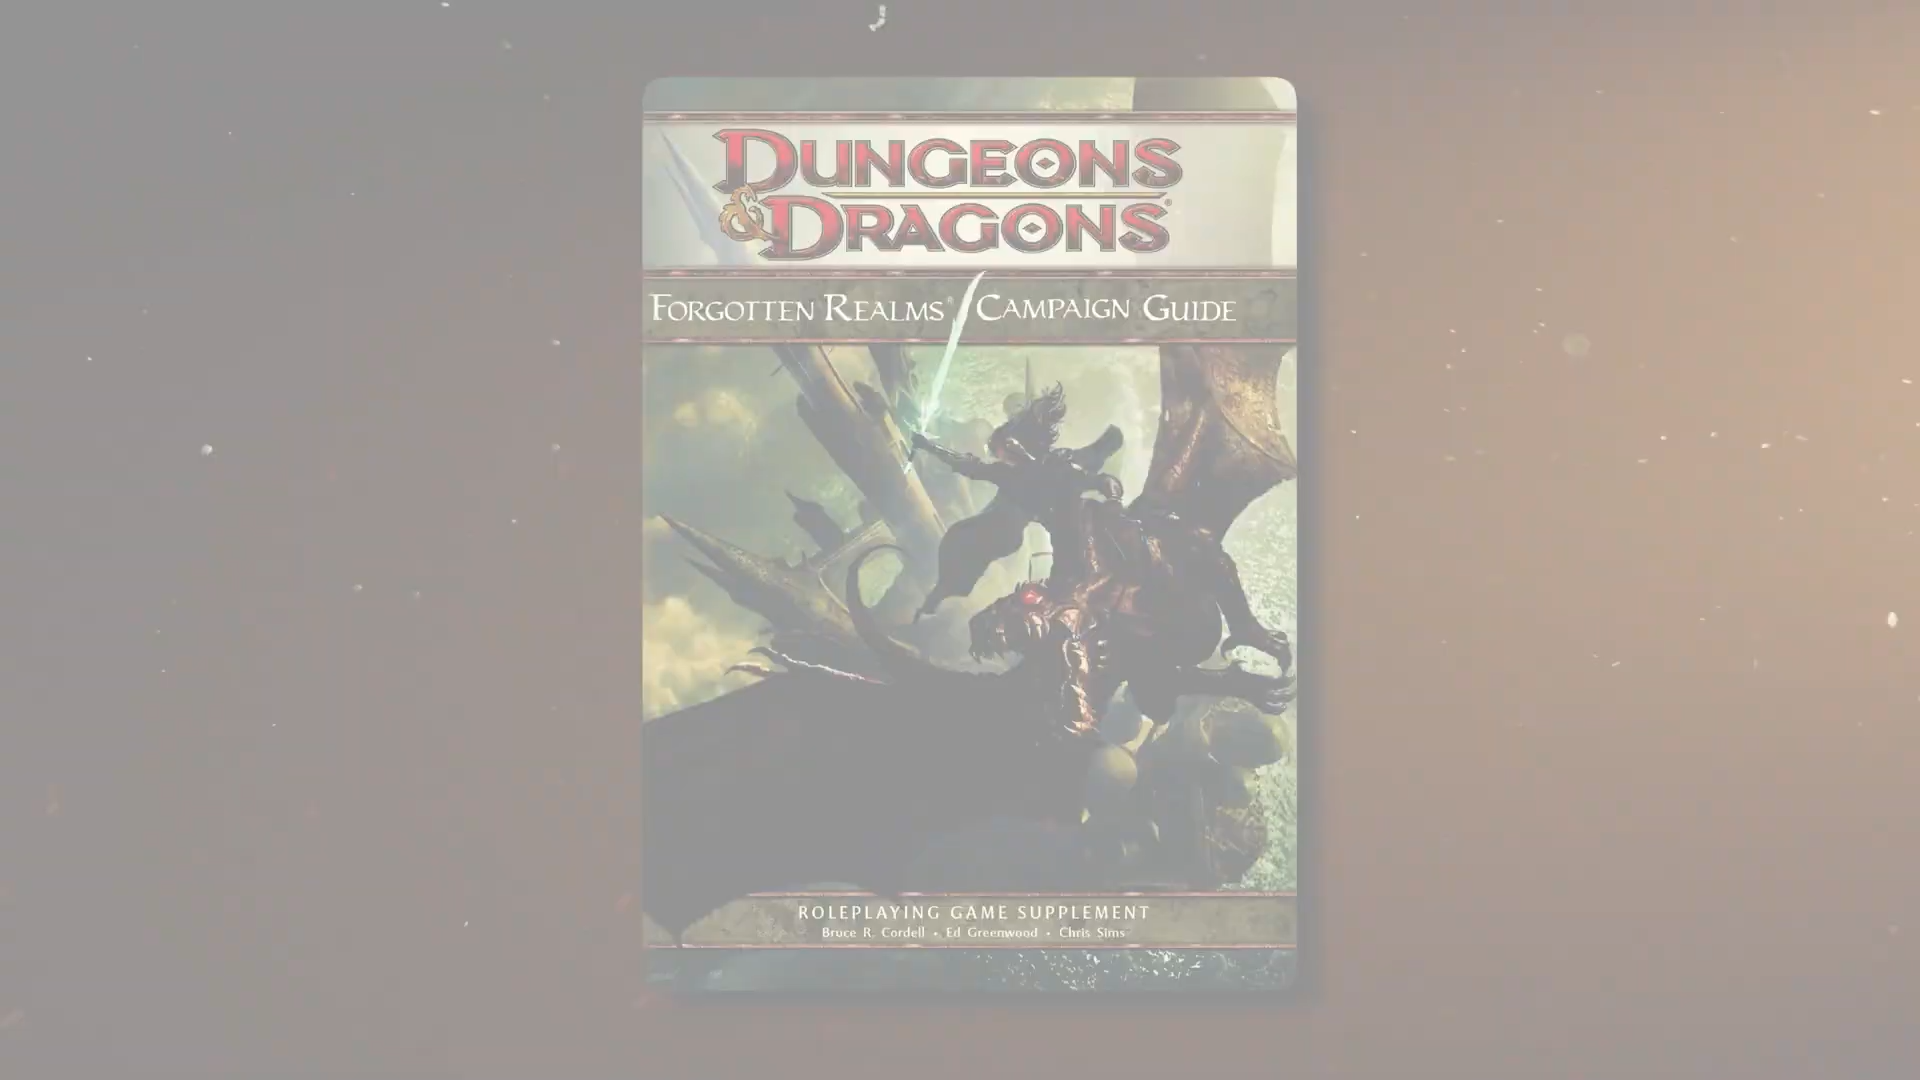 DUNGEONS
& DRAGONS®
FORGOTTEN REALMS® CAMPAIGN GUIDE
ROLEPLAYING GAME SUPPLEMENT
Bruce R. Cordell • Ed Greenwood • Chris Sims